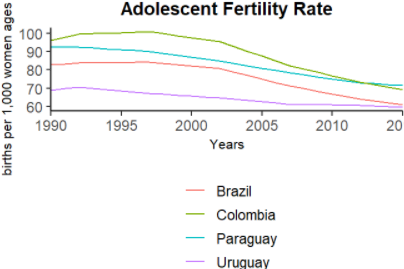 Adolescent Fertility Rate
births per 1,000 women ages
100
90
80
70
60
1990
1995
2000
2005
2010
20
Years
Brazil
Colombia
Paraguay
Uruguay